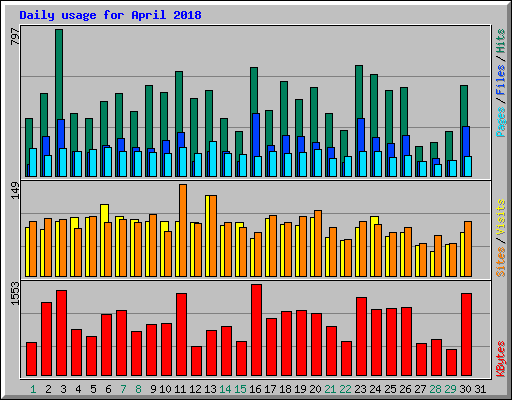 Daily usage for April 2018
797
Pages / Files / Hits
149
Sites / Visits
1553
KBytes
1 2 3 4 5 6 7 8 9 10 11 12 13 14 15 16 17 18 19 20 21 22 23 24 25 26 27 28 29 30 31